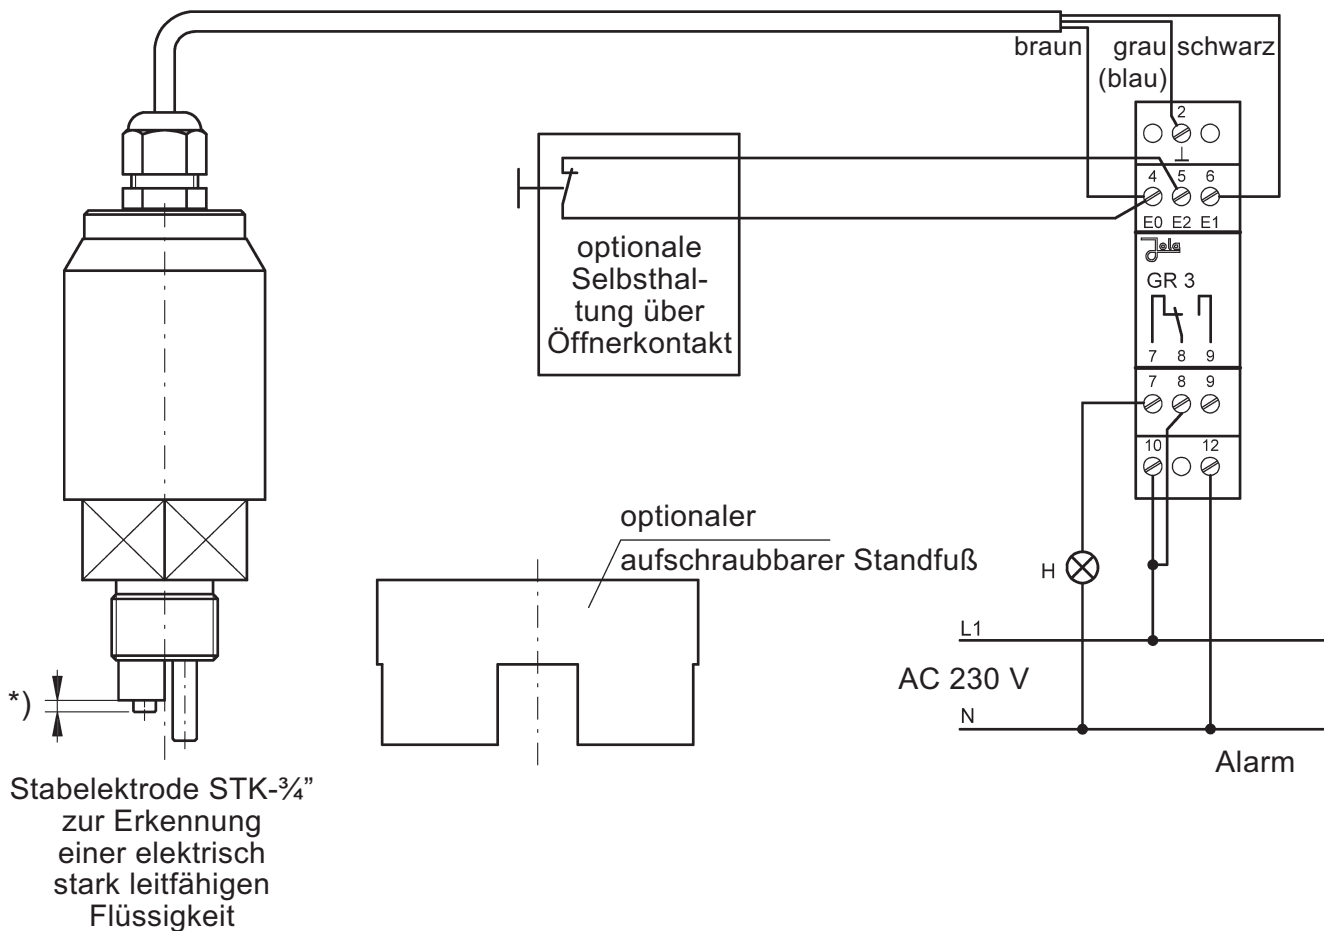 braun
grau
(blau)
schwarz
2
4 5 6
E0 E2 E1
Jola
GR 3
7 8 9
7 8 9
10 12
optionale
Selbsthal-
tung über
Öffnerkontakt
optionaler
aufschraubbarer Standfuß
H
L1
AC 230 V
N
Alarm
*)
Stabelektrode STK-¾”
zur Erkennung
einer elektrisch
stark leitfähigen
Flüssigkeit